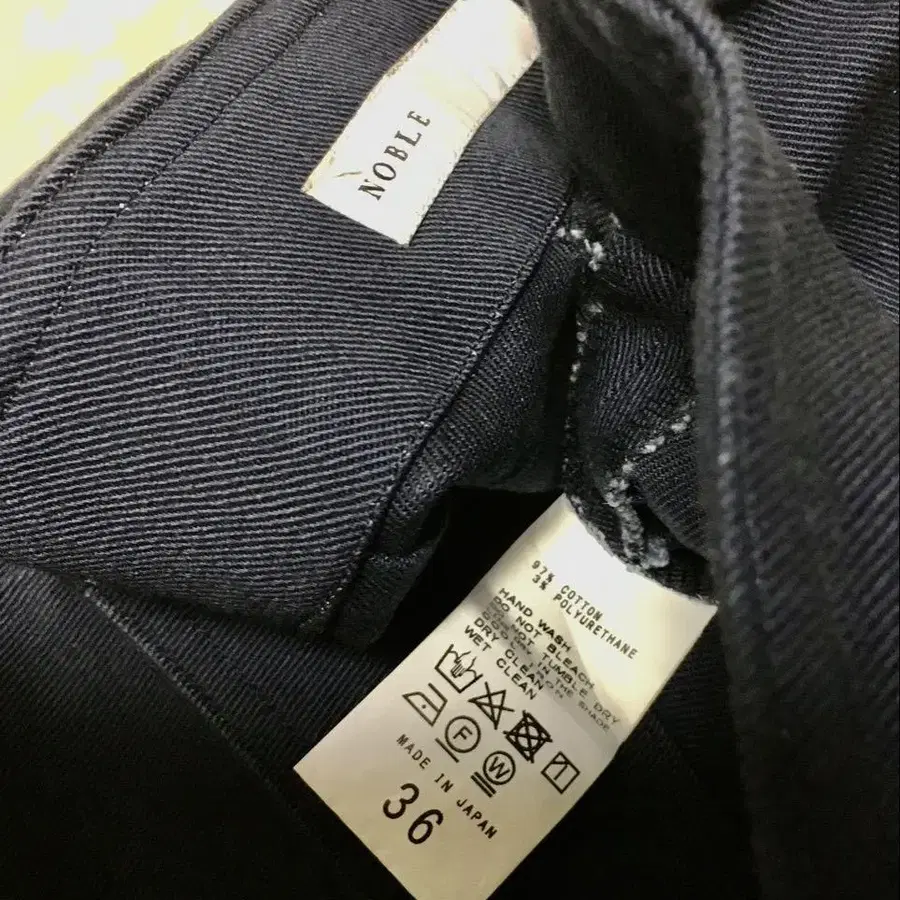 NOBLE
97% COTTON
3% POLYURETHANE
HAND WASH
DO NOT BLEACH
DO NOT TUMBLE DRY
DRY IN THE SHADE
IRON
DRY CLEAN
WET CLEAN
F
W
MADE IN JAPAN
36